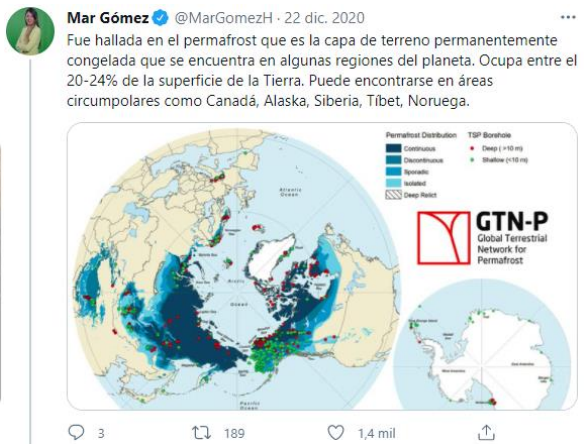 Mar Gómez @MarGomezH · 22 dic. 2020
Fue hallada en el permafrost que es la capa de terreno permanentemente
congelada que se encuentra en algunas regiones del planeta. Ocupa entre el
20-24% de la superficie de la Tierra. Puede encontrarse en áreas
circumpolares como Canadá, Alaska, Siberia, Tíbet, Noruega.
Permafrost Distribution
Continuous
Discontinuous
Sporadic
Isolated
Deep Relict
TSP Borehole
Deep (>10 m)
Shallow (<10 m)
GTN-P
Global Terrestrial
Network for
Permafrost
Atlantic
Ocean
Arctic
Ocean
Pacific
Ocean
3
189
1,4 mil